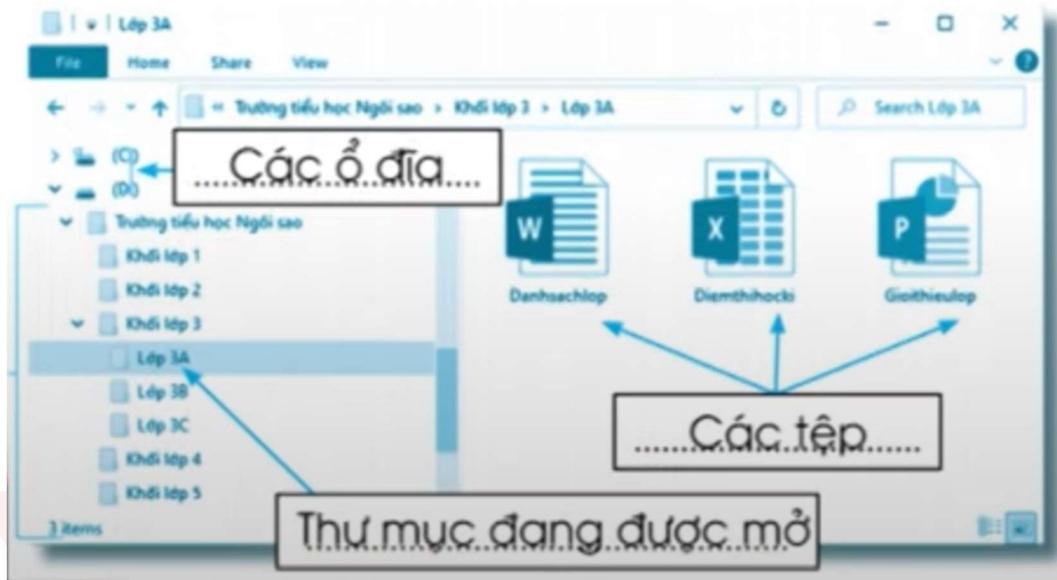 Lớp 3A
File Home Share View
« Trường tiểu học Ngôi sao › Khối lớp 3 › Lớp 3A
Search Lớp 3A
(C:)
Các ổ đĩa
(D:)
Trường tiểu học Ngôi sao
Khối lớp 1
Khối lớp 2
Khối lớp 3
Lớp 3A
Lớp 3B
Lớp 3C
Khối lớp 4
Khối lớp 5
W X P
Danhsachlop Diemthihocki Gioithieulop
Các tệp
Thư mục đang được mở
3 items